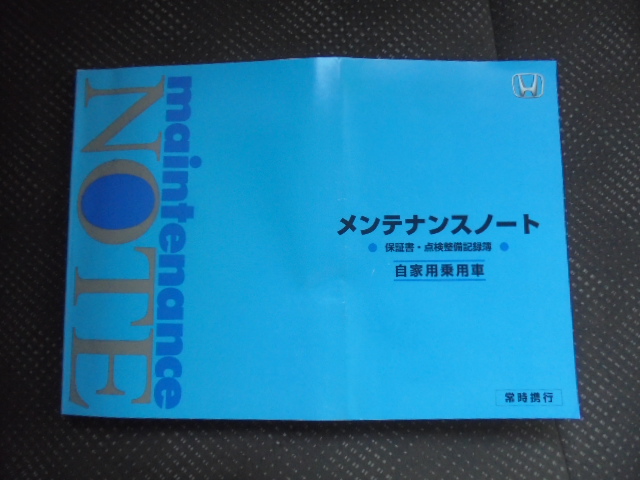 maintenance
NOTE
メンテナンスノート
● 保証書・点検整備記録簿 ●
自家用乗用車
常時携行